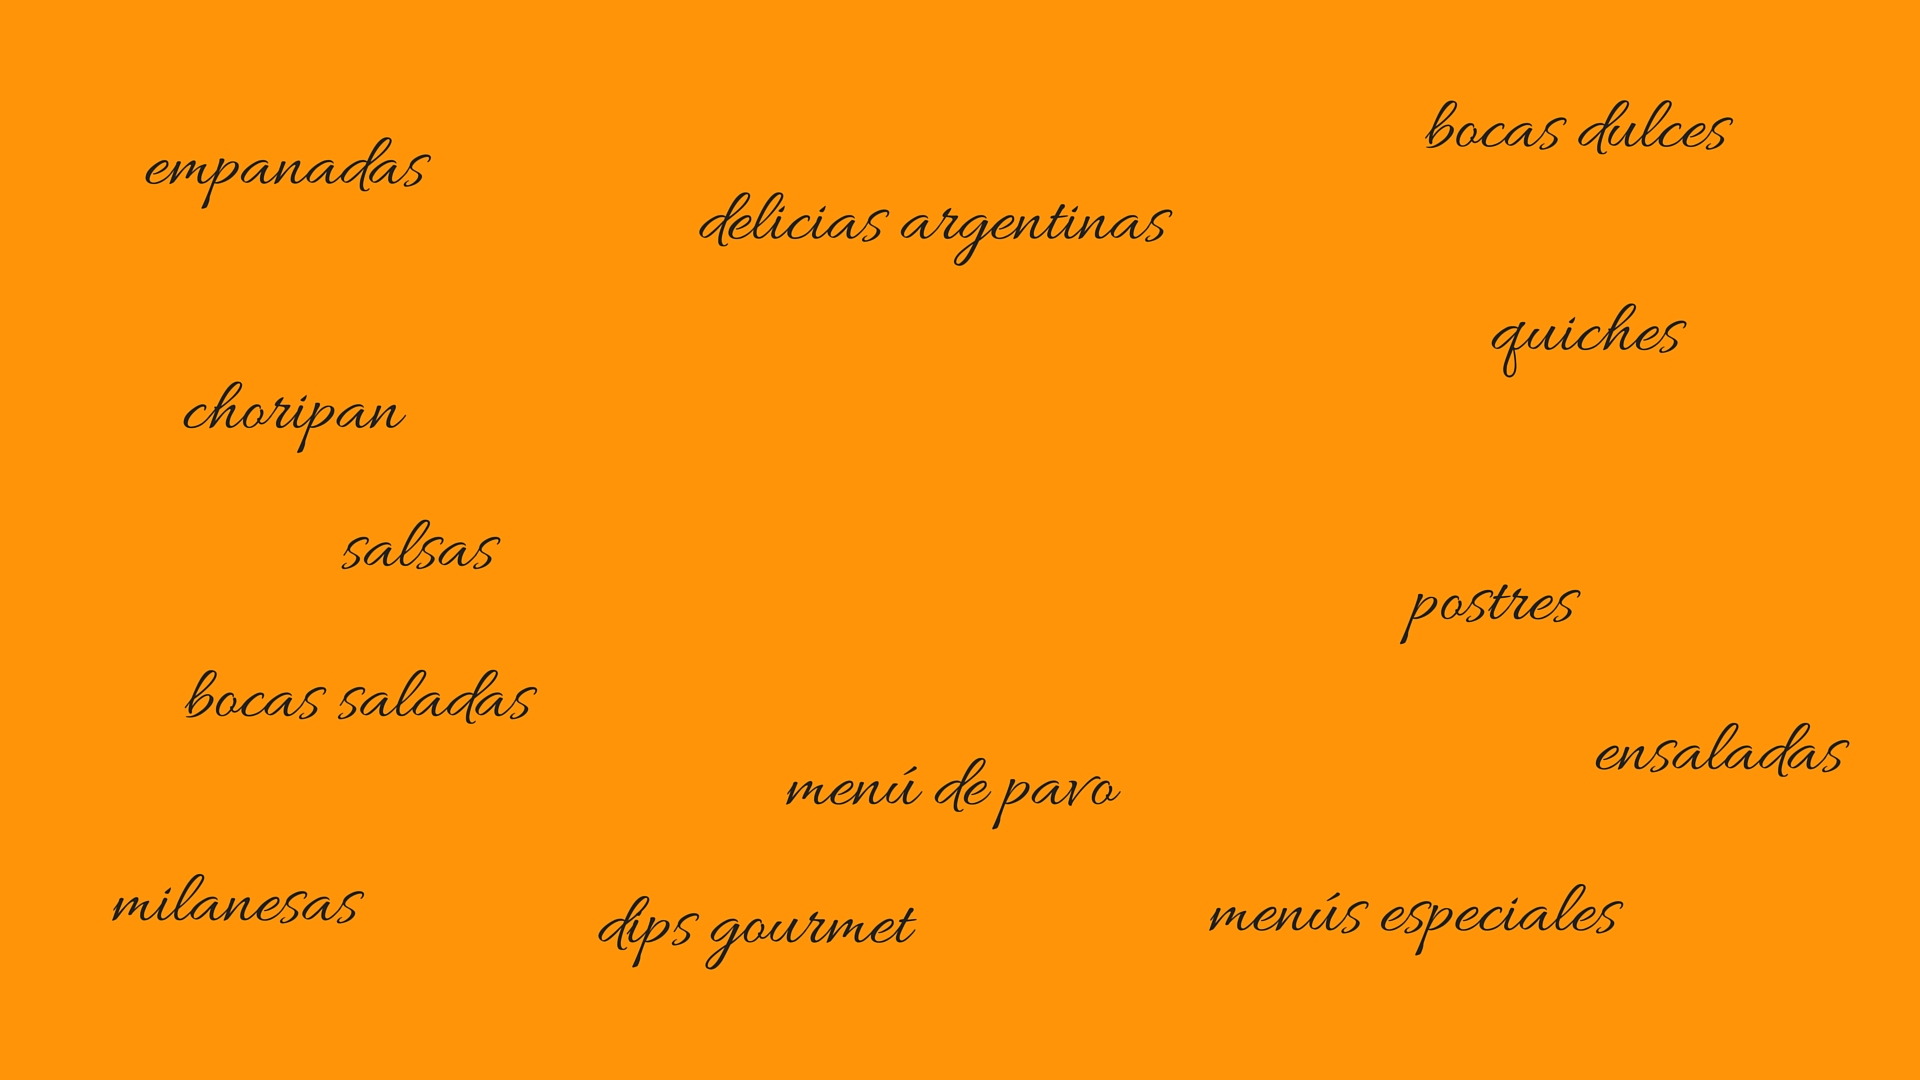 bocas dulces
empanadas
delicias argentinas
quiches
choripan
salsas
postres
bocas saladas
ensaladas
menú de pavo
milanesas
dips gourmet
menús especiales